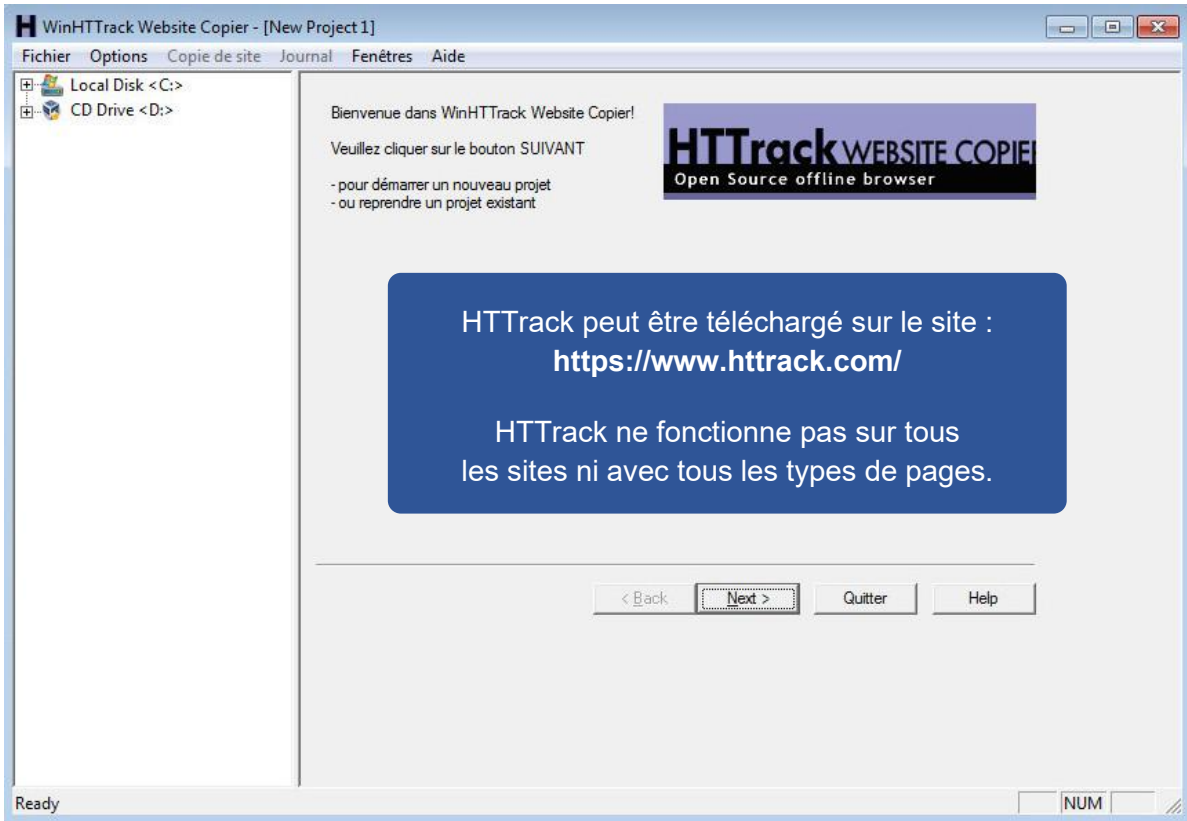 WinHTTrack Website Copier - [New Project 1]
Fichier Options Copie de site Journal Fenêtres Aide
Local Disk <C:>
CD Drive <D:>
Bienvenue dans WinHTTrack Website Copier!
Veuillez cliquer sur le bouton SUIVANT
- pour démarrer un nouveau projet
- ou reprendre un projet existant
HTTrack WEBSITE COPIE
Open Source offline browser
HTTrack peut être téléchargé sur le site :
https://www.httrack.com/
HTTrack ne fonctionne pas sur tous
les sites ni avec tous les types de pages.
< Back Next > Quitter Help
Ready NUM